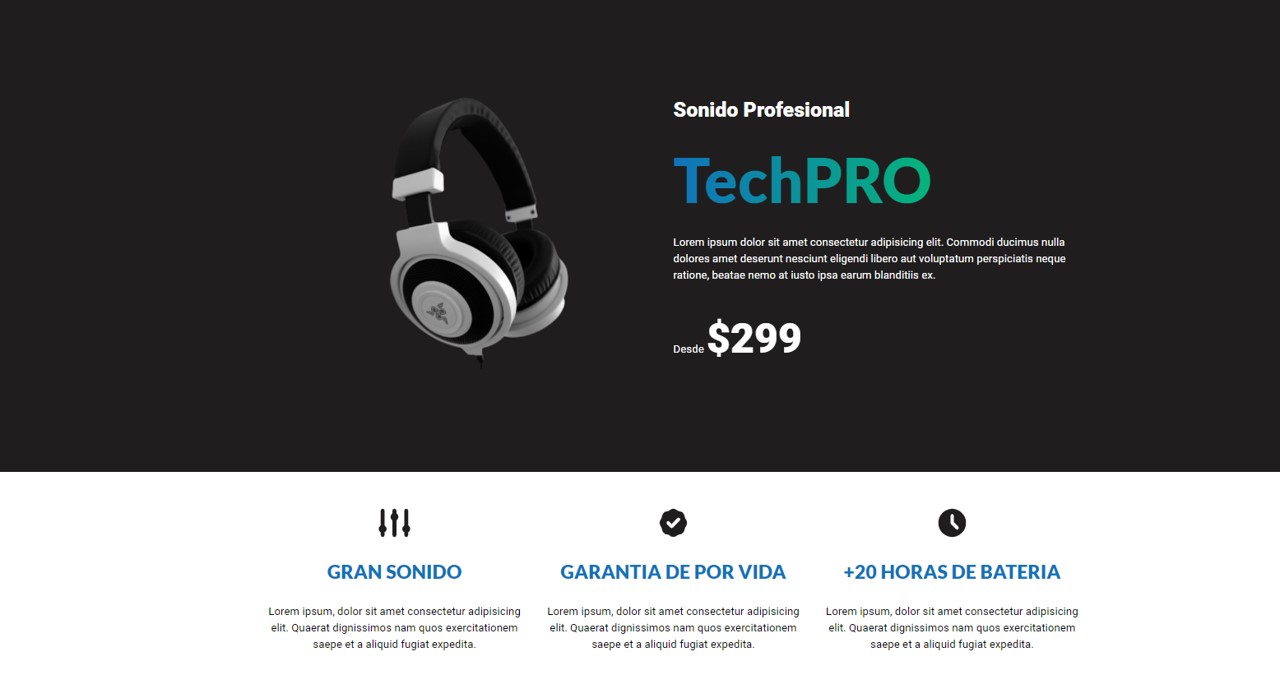 Sonido Profesional
TechPRO
Lorem ipsum dolor sit amet consectetur adipisicing elit. Commodi ducimus nulla
dolores amet deserunt nesciunt eligendi libero aut voluptatum perspiciatis neque
ratione, beatae nemo at iusto ipsa earum blanditiis ex.
Desde $299
GRAN SONIDO
Lorem ipsum, dolor sit amet consectetur adipisicing
elit. Quaerat dignissimos nam quos exercitationem
saepe et a aliquid fugiat expedita.
GARANTIA DE POR VIDA
Lorem ipsum, dolor sit amet consectetur adipisicing
elit. Quaerat dignissimos nam quos exercitationem
saepe et a aliquid fugiat expedita.
+20 HORAS DE BATERIA
Lorem ipsum, dolor sit amet consectetur adipisicing
elit. Quaerat dignissimos nam quos exercitationem
saepe et a aliquid fugiat expedita.